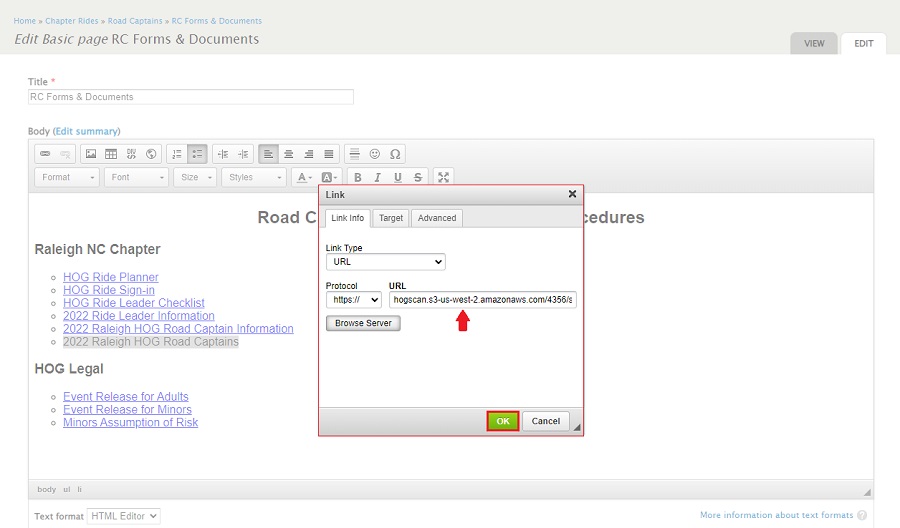 Home » Chapter Rides » Road Captains » RC Forms & Documents
Edit Basic page RC Forms & Documents
VIEW
EDIT
Title *
RC Forms & Documents
Body (Edit summary)
Format
Font
Size
Styles
A
A
B I U S
Link
Road C
cedures
Link Info
Target
Advanced
Raleigh NC Chapter
Link Type
URL
HOG Ride Planner
HOG Ride Sign-in
HOG Ride Leader Checklist
2022 Ride Leader Information
2022 Raleigh HOG Road Captain Information
2022 Raleigh HOG Road Captains
Protocol
URL
https://
hogscan.s3-us-west-2.amazonaws.com/4356/s
Browse Server
HOG Legal
Event Release for Adults
Event Release for Minors
Minors Assumption of Risk
OK
Cancel
body ul li
Text format
HTML Editor
More information about text formats ?